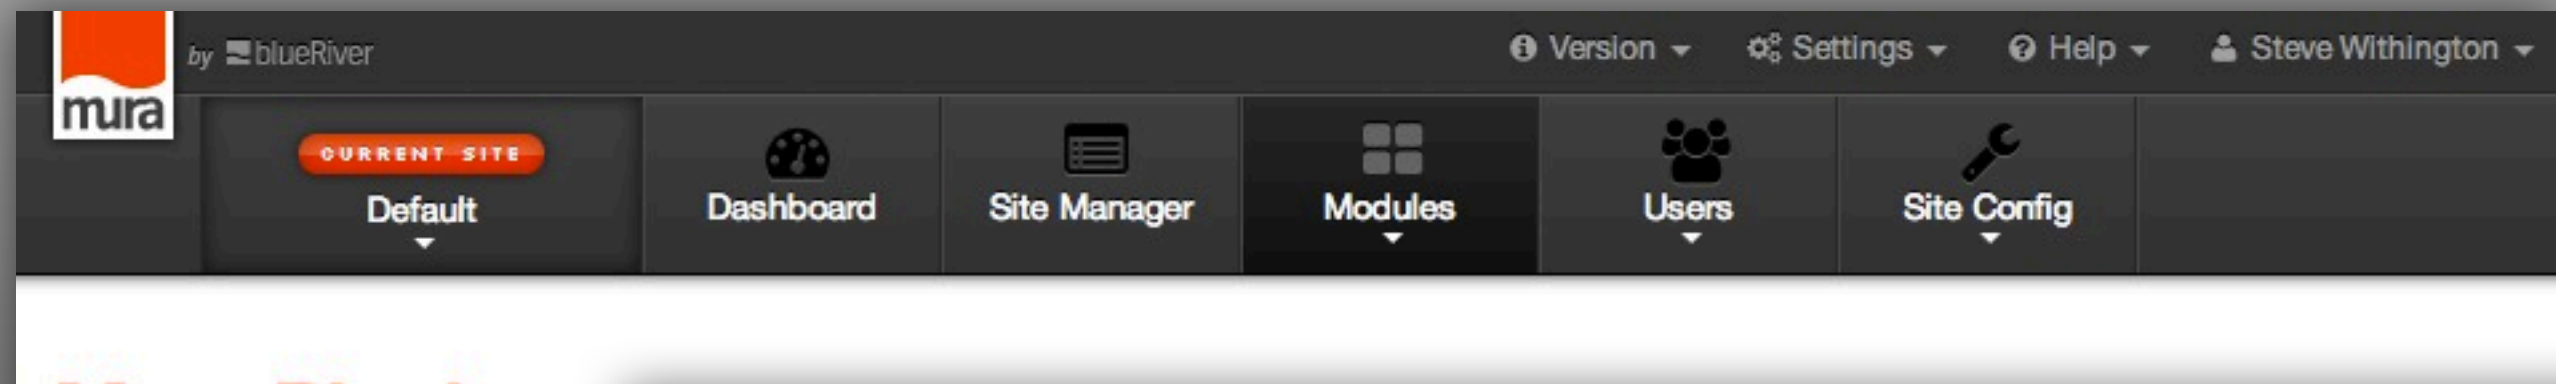 mura by blueRiver Version Settings Help Steve Withington
CURRENT SITE
Default Dashboard Site Manager Modules Users Site Config